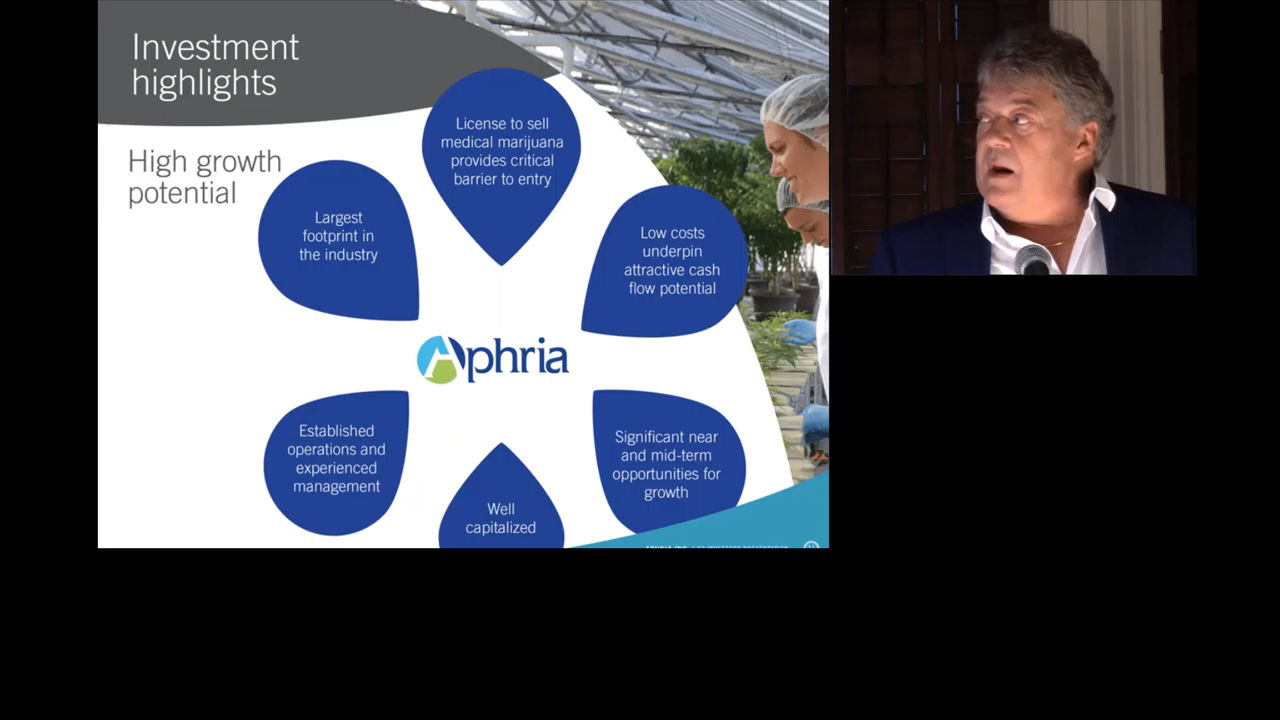 Investment
highlights
High growth
potential
License to sell
medical marijuana
provides critical
barrier to entry
Largest
footprint in
the industry
Low costs
underpin
attractive cash
flow potential
Aphria
Established
operations and
experienced
management
Significant near
and mid-term
opportunities for
growth
Well
capitalized